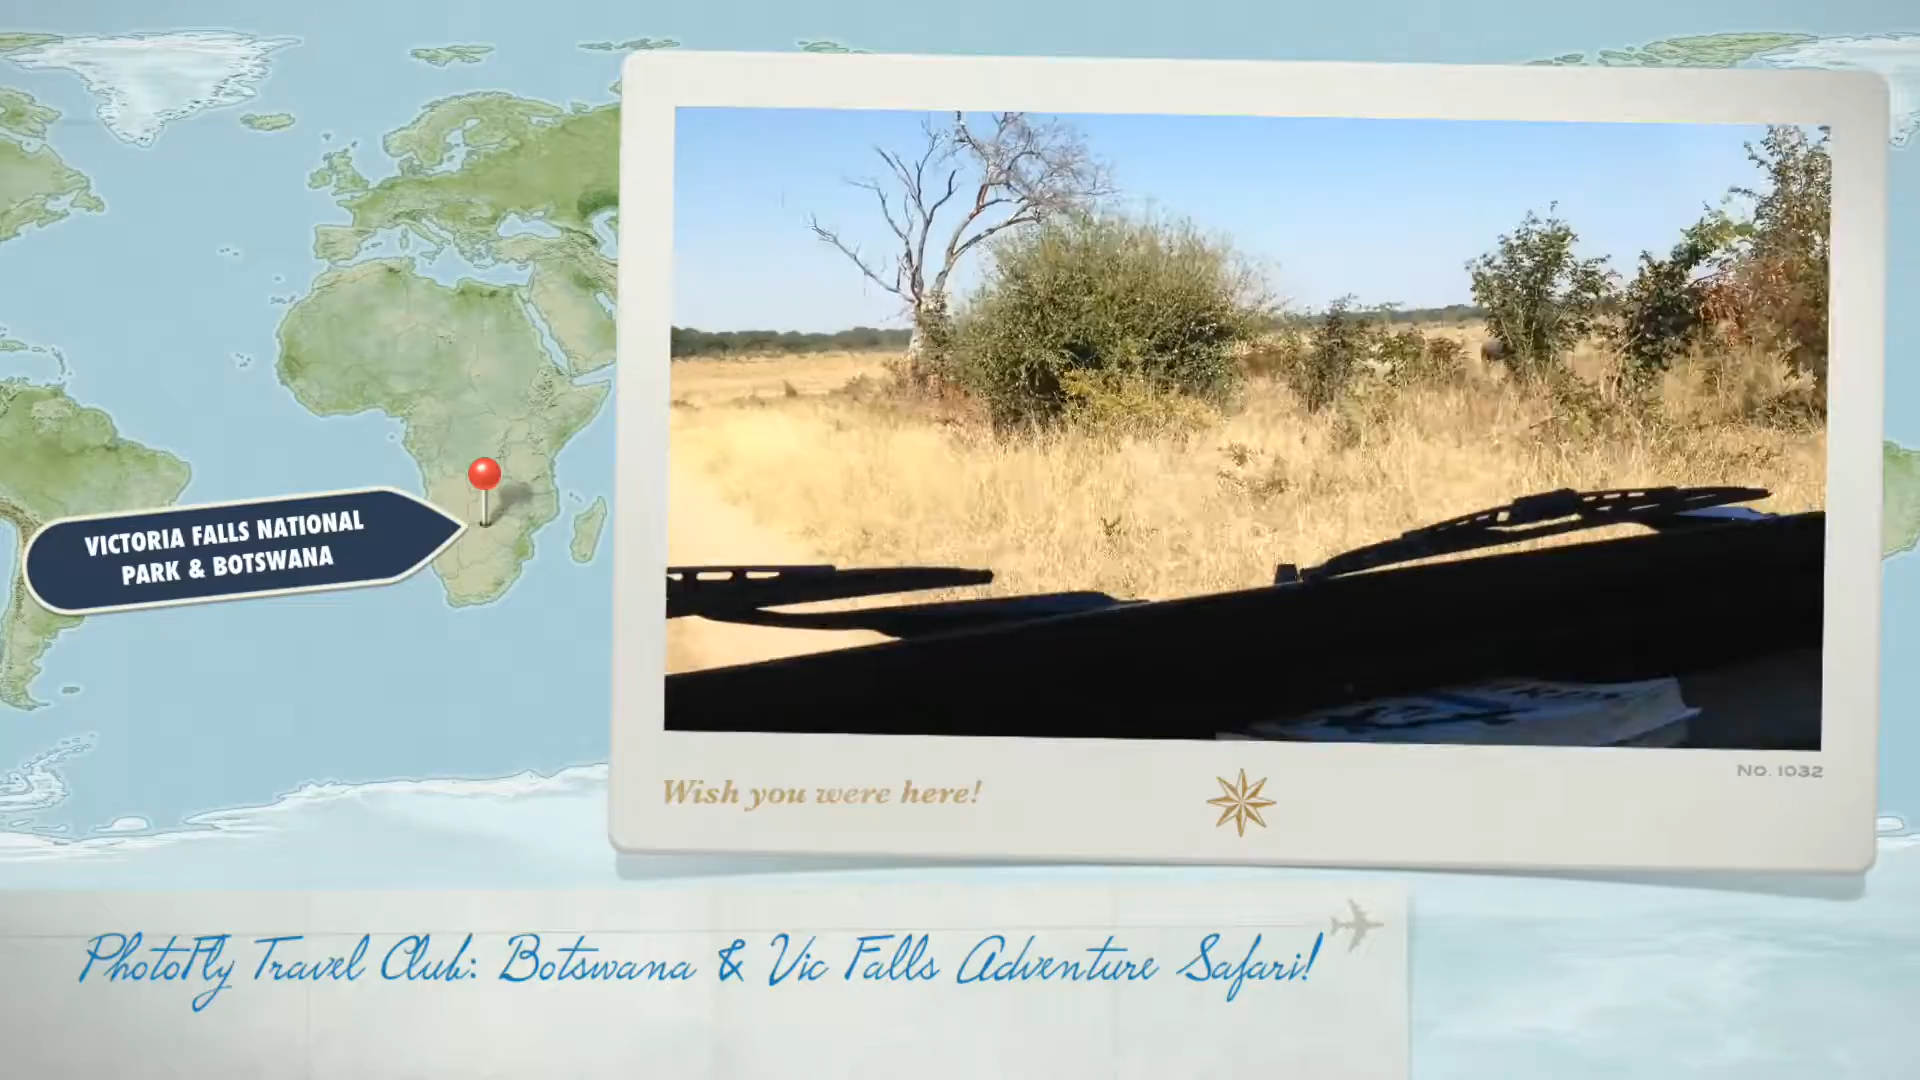 VICTORIA FALLS NATIONAL
PARK & BOTSWANA
Wish you were here!
No. 1032
PhotoFly Travel Club: Botswana & Vic Falls Adventure Safari!